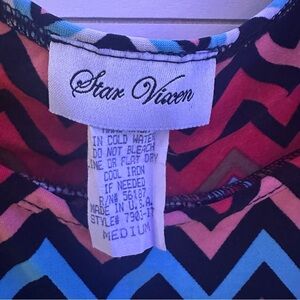 Star Vixen
IN COLD WATER
DO NOT BLEACH
LINE OR FLAT DRY
COOL IRON
IF NEEDED
R/N# 56187
MADE IN U.S.A.
MEDIUM